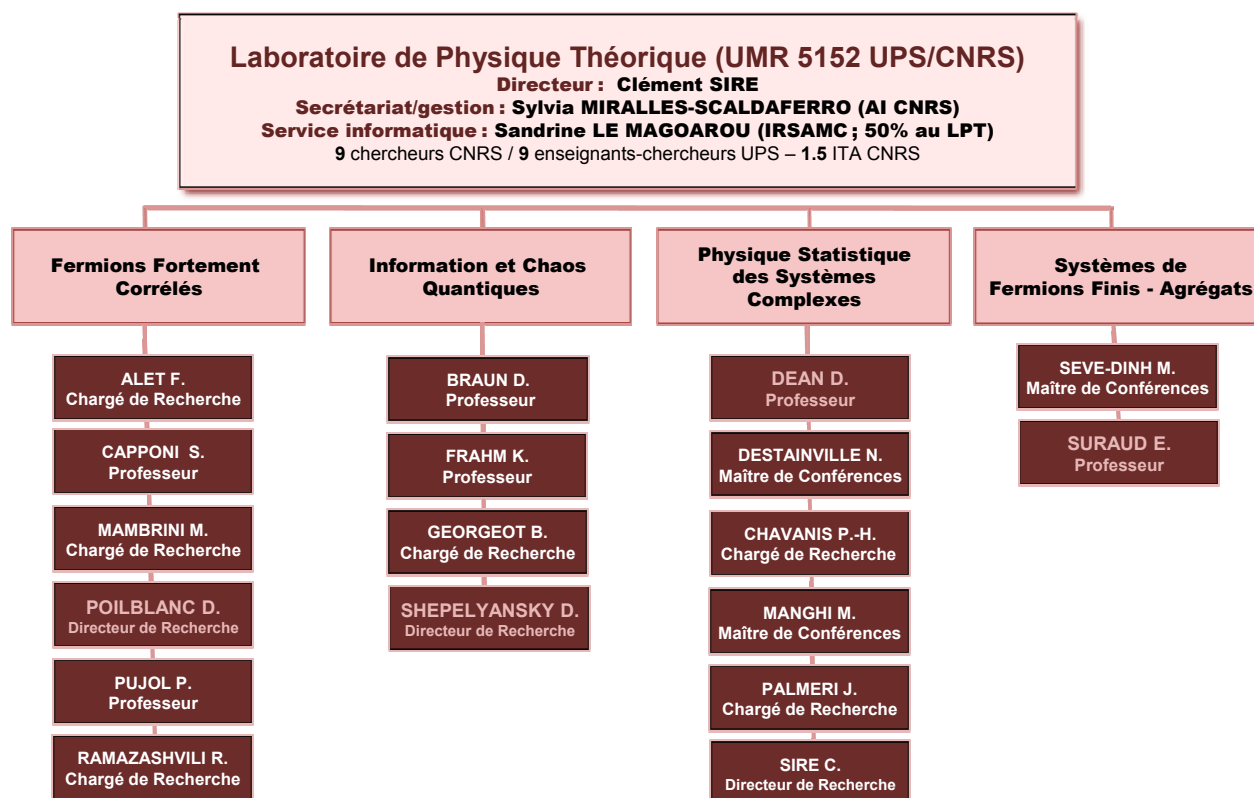 Laboratoire de Physique Théorique (UMR 5152 UPS/CNRS)
Directeur : Clément SIRE
Secrétariat/gestion : Sylvia MIRALLES-SCALDAFERRO (AI CNRS)
Service informatique : Sandrine LE MAGOAROU (IRSAMC ; 50% au LPT)
9 chercheurs CNRS / 9 enseignants-chercheurs UPS – 1.5 ITA CNRS
Fermions Fortement
Corrélés
ALET F.
Chargé de Recherche
CAPPONI S.
Professeur
MAMBRINI M.
Chargé de Recherche
POILBLANC D.
Directeur de Recherche
PUJOL P.
Professeur
RAMAZASHVILI R.
Chargé de Recherche
Information et Chaos
Quantiques
BRAUN D.
Professeur
FRAHM K.
Professeur
GEORGEOT B.
Chargé de Recherche
SHEPELYANSKY D.
Directeur de Recherche
Physique Statistique
des Systèmes
Complexes
DEAN D.
Professeur
DESTAINVILLE N.
Maître de Conférences
CHAVANIS P.-H.
Chargé de Recherche
MANGHI M.
Maître de Conférences
PALMERI J.
Chargé de Recherche
SIRE C.
Directeur de Recherche
Systèmes de
Fermions Finis - Agrégats
SEVE-DINH M.
Maître de Conférences
SURAUD E.
Professeur